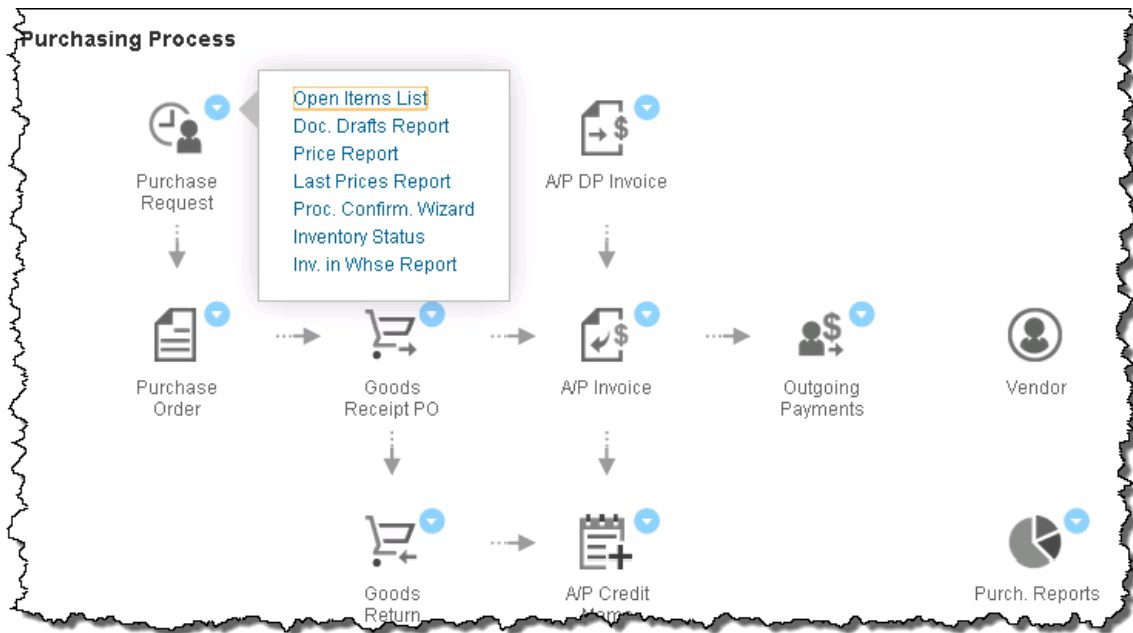 Purchasing Process
Open Items List
Doc. Drafts Report
Price Report
Last Prices Report
Proc. Confirm. Wizard
Inventory Status
Inv. in Whse Report
Purchase
Request
A/P DP Invoice
Purchase
Order
Goods
Receipt PO
A/P Invoice
Outgoing
Payments
Vendor
Goods
Return
A/P Credit
Memo
Purch. Reports